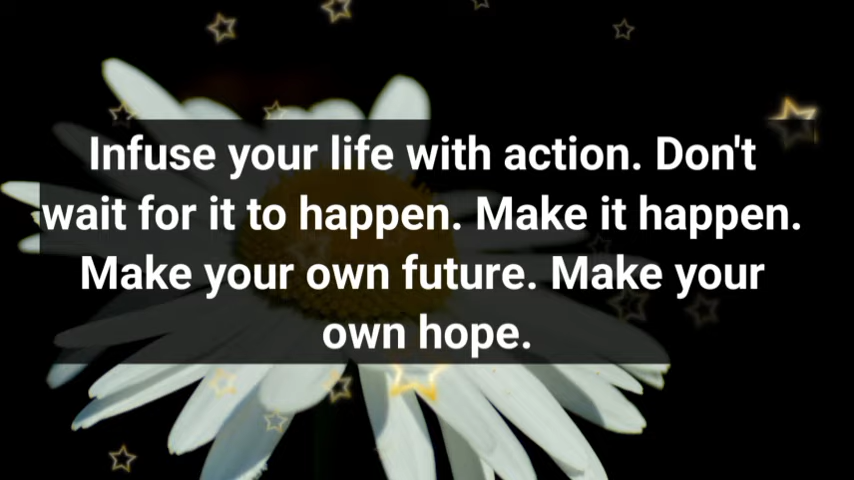 Infuse your life with action. Don't
wait for it to happen. Make it happen.
Make your own future. Make your
own hope.